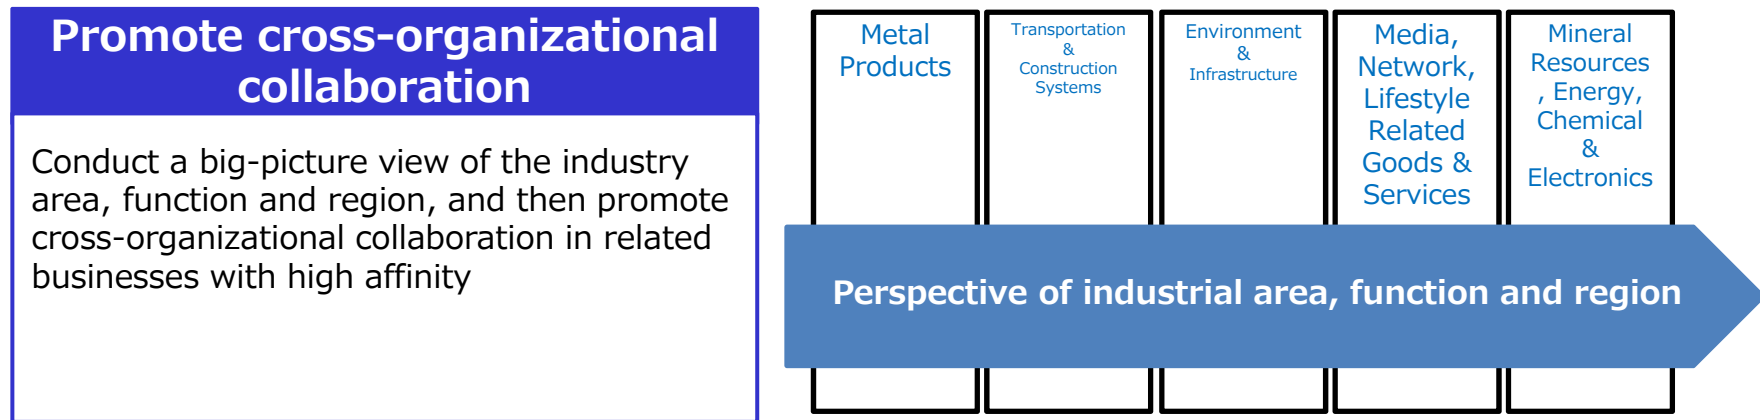 Promote cross-organizational
collaboration
Conduct a big-picture view of the industry
area, function and region, and then promote
cross-organizational collaboration in related
businesses with high affinity
Metal
Products
Transportation
&
Construction
Systems
Environment
&
Infrastructure
Media,
Network,
Lifestyle
Related
Goods &
Services
Mineral
Resources
, Energy,
Chemical
&
Electronics
Perspective of industrial area, function and region